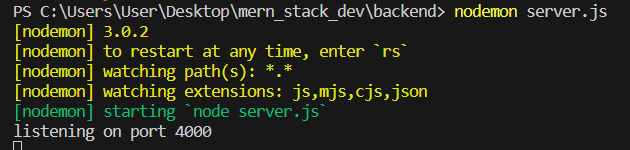 PS C:\Users\User\Desktop\mern_stack_dev\backend> nodemon server.js
[nodemon] 3.0.2
[nodemon] to restart at any time, enter `rs`
[nodemon] watching path(s): *.*
[nodemon] watching extensions: js,mjs,cjs,json
[nodemon] starting `node server.js`
listening on port 4000